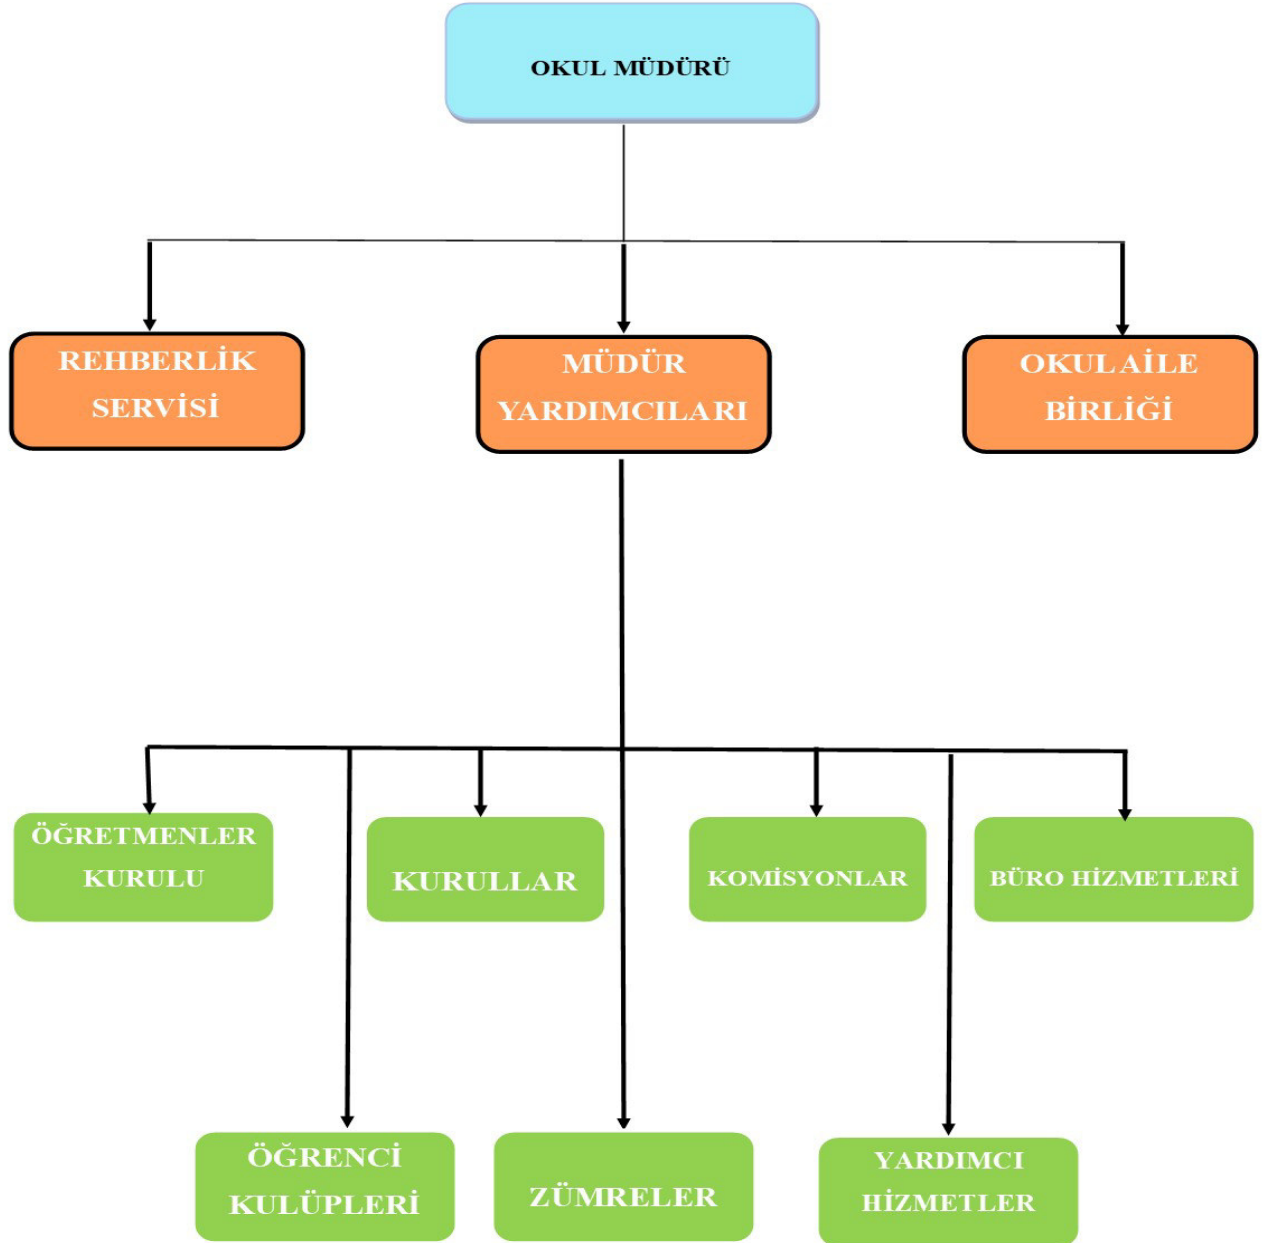 OKUL MÜDÜRÜ
REHBERLİK
SERVİSİ
MÜDÜR
YARDIMCILARI
OKUL AİLE
BİRLİĞİ
ÖĞRETMENLER
KURULU
KURULLAR
KOMİSYONLAR
BÜRO HİZMETLERİ
ÖĞRENCİ
KULÜPLERİ
ZÜMRELER
YARDIMCI
HİZMETLER